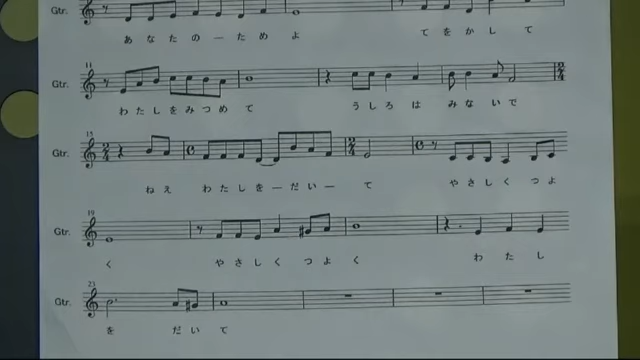 Gtr.
あなたの―ためよ てをかして
11
Gtr.
わたしをみつめて うしろはみないで
15
Gtr.
ねえ わたしを―だい―て やさしくつよ
19
Gtr.
く やさしくつよく わたし
23
Gtr.
をだいて